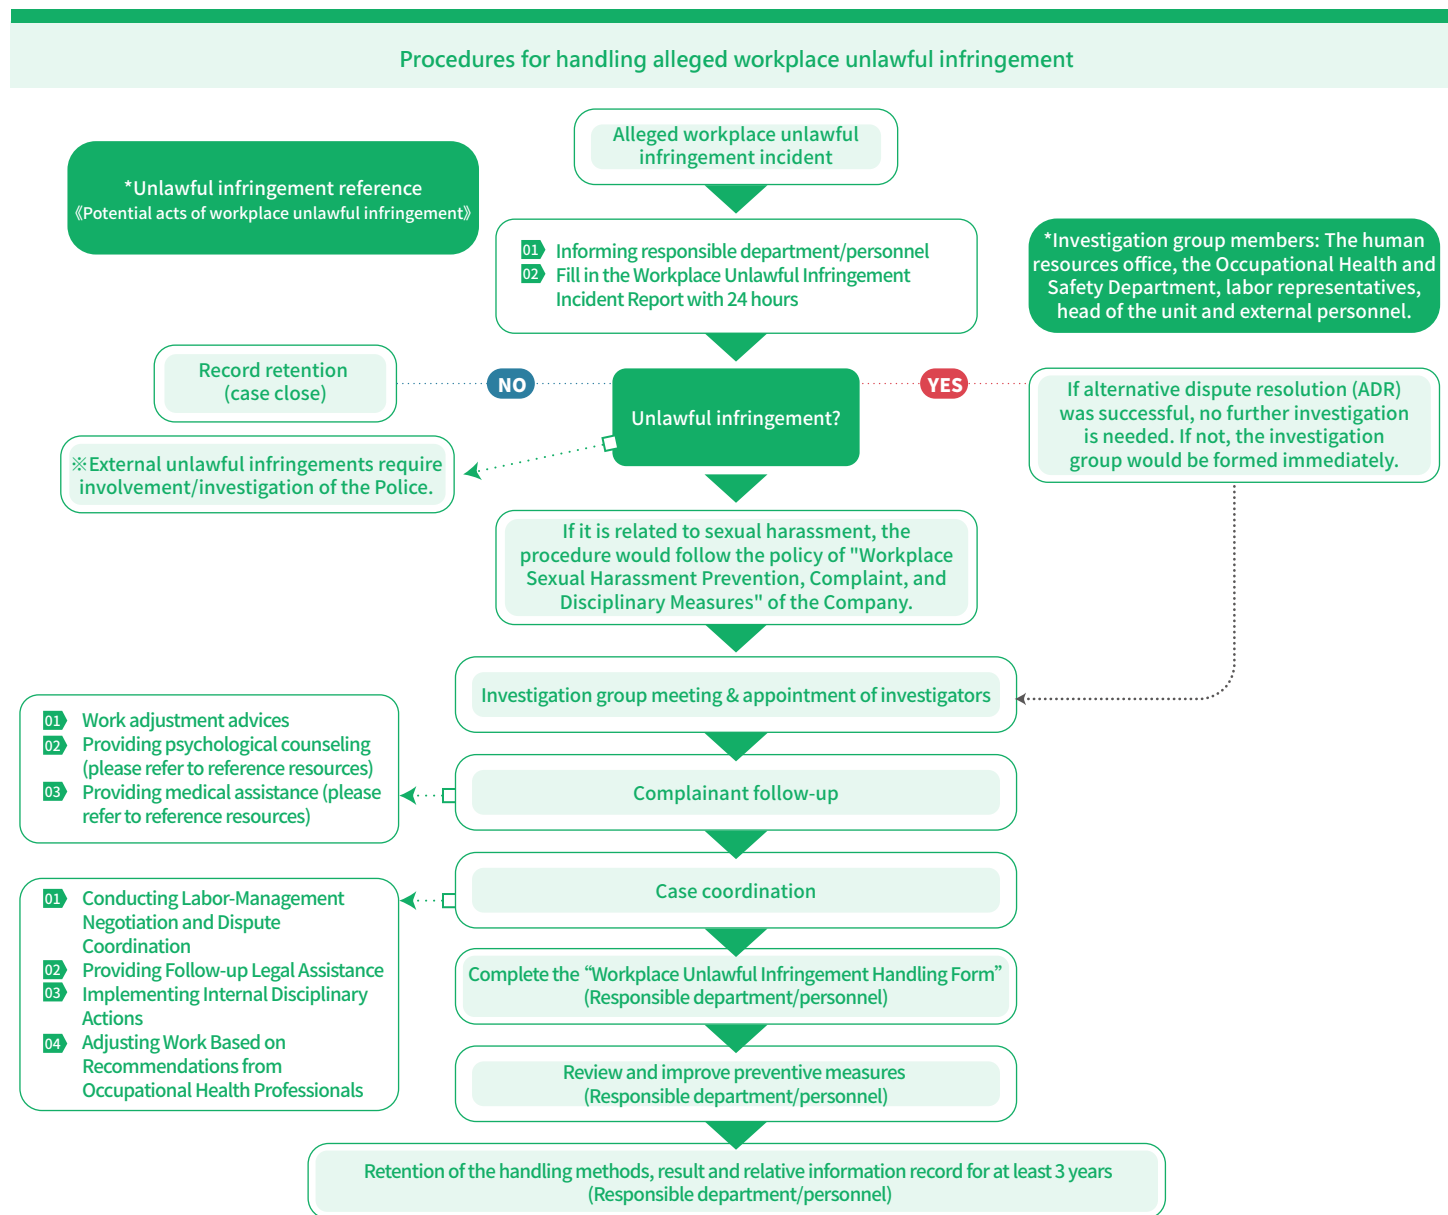 Procedures for handling alleged workplace unlawful infringement
Alleged workplace unlawful
infringement incident
*Unlawful infringement reference
《Potential acts of workplace unlawful infringement》
01 Informing responsible department/personnel
02 Fill in the Workplace Unlawful Infringement
Incident Report with 24 hours
*Investigation group members: The human
resources office, the Occupational Health and
Safety Department, labor representatives,
head of the unit and external personnel.
Record retention
(case close)
NO
Unlawful infringement?
YES
If alternative dispute resolution (ADR)
was successful, no further investigation
is needed. If not, the investigation
group would be formed immediately.
※External unlawful infringements require
involvement/investigation of the Police.
If it is related to sexual harassment, the
procedure would follow the policy of "Workplace
Sexual Harassment Prevention, Complaint, and
Disciplinary Measures" of the Company.
Investigation group meeting & appointment of investigators
01 Work adjustment advices
02 Providing psychological counseling
(please refer to reference resources)
03 Providing medical assistance (please
refer to reference resources)
Complainant follow-up
Case coordination
01 Conducting Labor-Management
Negotiation and Dispute
Coordination
02 Providing Follow-up Legal Assistance
03 Implementing Internal Disciplinary
Actions
04 Adjusting Work Based on
Recommendations from
Occupational Health Professionals
Complete the “Workplace Unlawful Infringement Handling Form”
(Responsible department/personnel)
Review and improve preventive measures
(Responsible department/personnel)
Retention of the handling methods, result and relative information record for at least 3 years
(Responsible department/personnel)